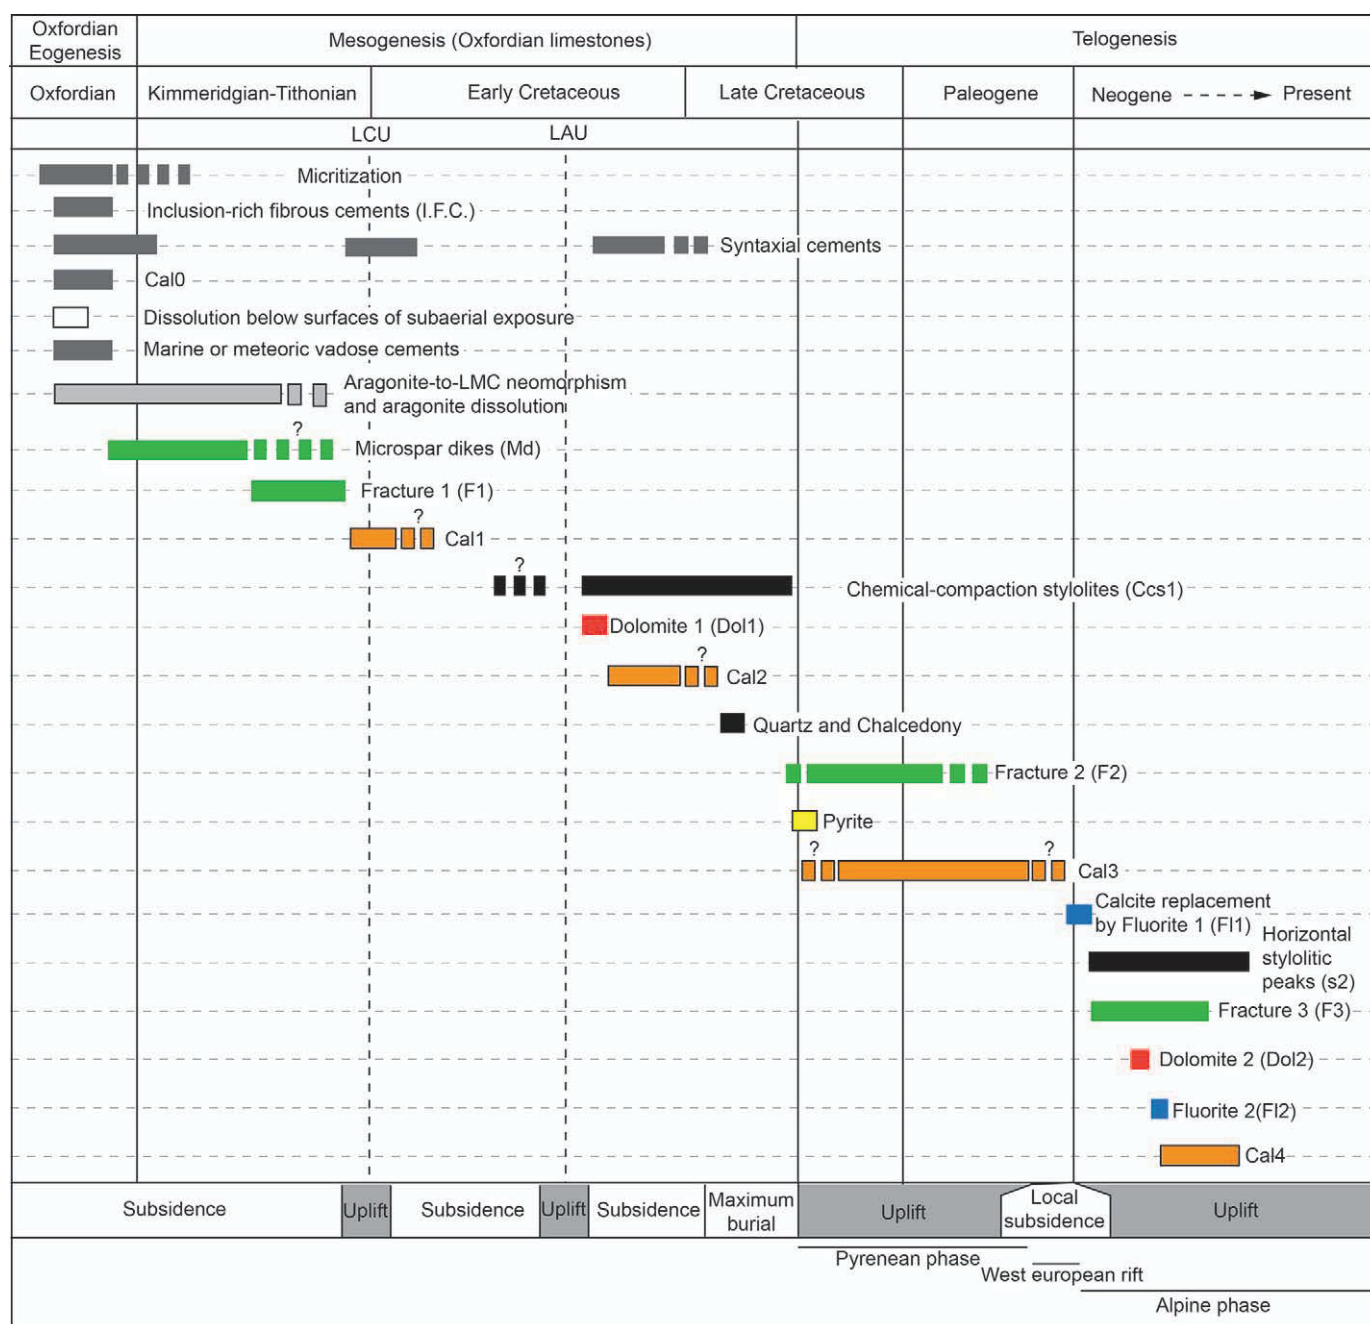 Oxfordian
Eogenesis
Mesogenesis (Oxfordian limestones)
Telogenesis
Oxfordian
Kimmeridgian-Tithonian
Early Cretaceous
Late Cretaceous
Paleogene
Neogene
Present
LCU
LAU
Micritization
Inclusion-rich fibrous cements (I.F.C.)
Syntaxial cements
Cal0
Dissolution below surfaces of subaerial exposure
Marine or meteoric vadose cements
Aragonite-to-LMC neomorphism
and aragonite dissolution
?
Microspar dikes (Md)
Fracture 1 (F1)
?
Cal1
?
Chemical-compaction stylolites (Ccs1)
Dolomite 1 (Dol1)
?
Cal2
Quartz and Chalcedony
Fracture 2 (F2)
Pyrite
?
?
Cal3
Calcite replacement
by Fluorite 1 (Fl1)
Horizontal
stylolitic
peaks (s2)
Fracture 3 (F3)
Dolomite 2 (Dol2)
Fluorite 2(Fl2)
Cal4
Subsidence
Uplift
Subsidence
Uplift
Subsidence
Maximum
burial
Uplift
Local
subsidence
Uplift
Pyrenean phase
West european rift
Alpine phase